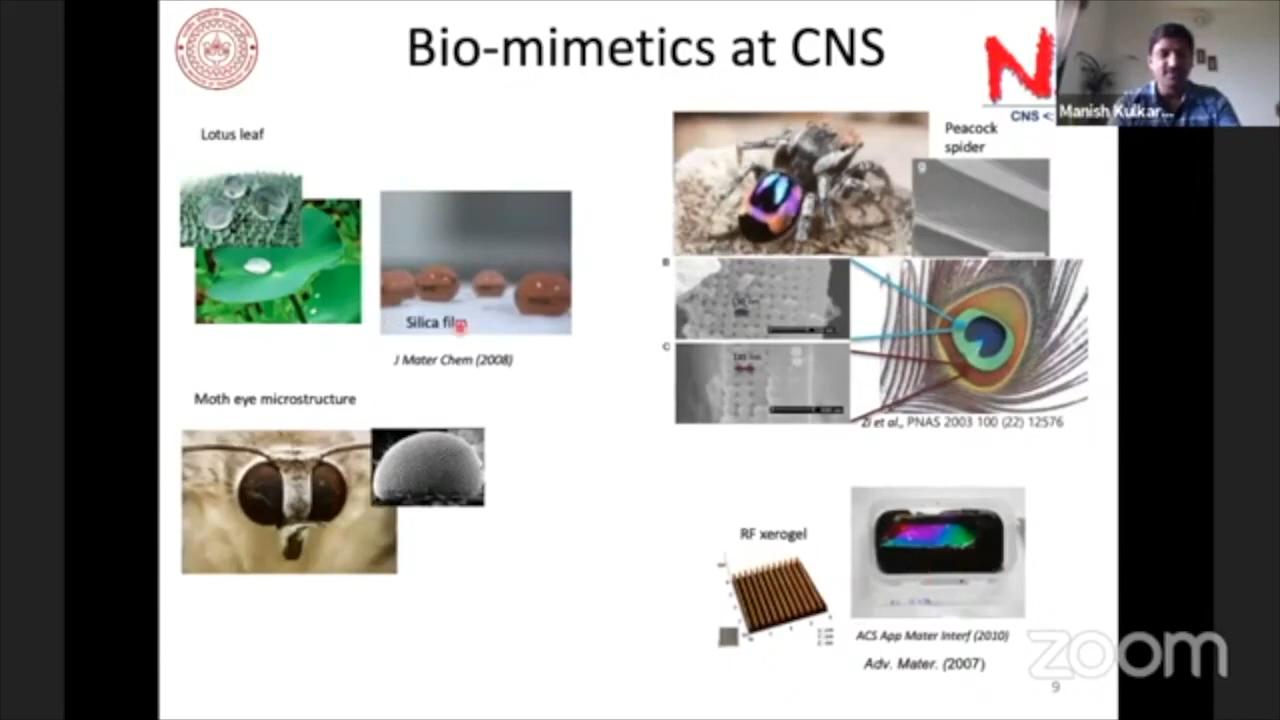 Bio-mimetics at CNS
N
CNS <
Manish Kulkar...
Lotus leaf
Peacock
spider
g
B
C
Silica film
J Mater Chem (2008)
Zi et al., PNAS 2003 100 (22) 12576
Moth eye microstructure
RF xerogel
ACS App Mater Interf (2010)
Adv. Mater. (2007)
zoom
9